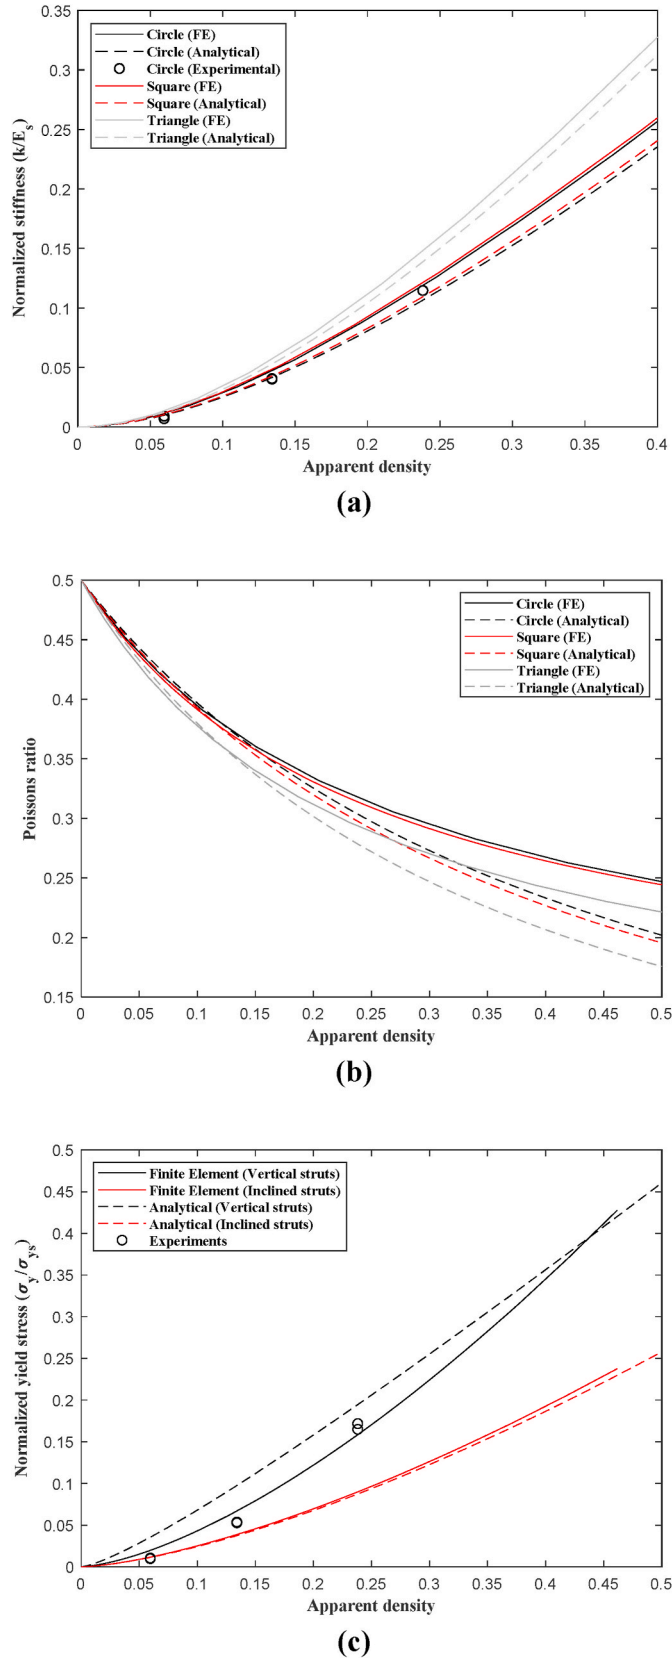 0.35
0.3
0.25
0.2
0.15
0.1
0.05
0
Normalized stiffness (k/E_s)
Circle (FE)
Circle (Analytical)
Circle (Experimental)
Square (FE)
Square (Analytical)
Triangle (FE)
Triangle (Analytical)
0 0.05 0.1 0.15 0.2 0.25 0.3 0.35 0.4
Apparent density
(a)
0.5
0.45
0.4
0.35
0.3
0.25
0.2
0.15
Poissons ratio
Circle (FE)
Circle (Analytical)
Square (FE)
Square (Analytical)
Triangle (FE)
Triangle (Analytical)
0 0.05 0.1 0.15 0.2 0.25 0.3 0.35 0.4 0.45 0.5
Apparent density
(b)
0.5
0.45
0.4
0.35
0.3
0.25
0.2
0.15
0.1
0.05
0
Normalized yield stress (σ_y/σ_ys)
Finite Element (Vertical struts)
Finite Element (Inclined struts)
Analytical (Vertical struts)
Analytical (Inclined struts)
Experiments
0 0.05 0.1 0.15 0.2 0.25 0.3 0.35 0.4 0.45 0.5
Apparent density
(c)